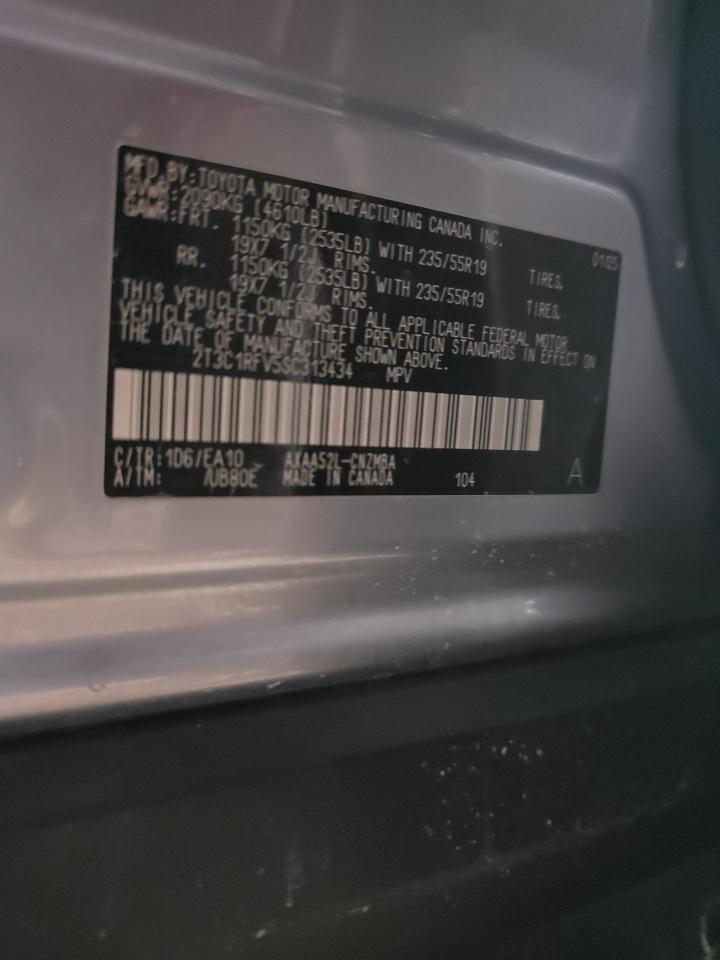 MFD BY:TOYOTA MOTOR MANUFACTURING CANADA INC. 01/25
GVWR:2090KG (4610LB)
GAWR:FRT. 1150KG (2535LB) WITH 235/55R19 TIRES,
19X7 1/2J RIMS.
RR. 1150KG (2535LB) WITH 235/55R19 TIRES,
19X7 1/2J RIMS.
THIS VEHICLE CONFORMS TO ALL APPLICABLE FEDERAL MOTOR
VEHICLE SAFETY AND THEFT PREVENTION STANDARDS IN EFFECT ON
THE DATE OF MANUFACTURE SHOWN ABOVE.
2T3C1RFV5SC313434 MPV
C/TR:1D6/EA10 AXAA52L-CNZMBA
A/TM: /UB80E MADE IN CANADA 104 A